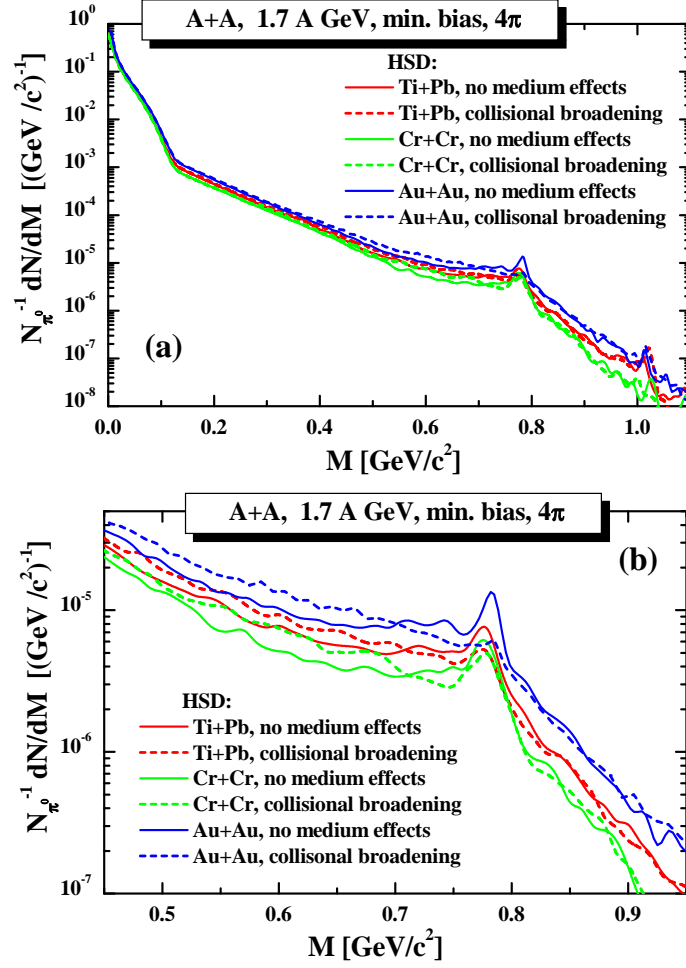 A+A, 1.7 A GeV, min. bias, 4π
HSD:
Ti+Pb, no medium effects
Ti+Pb, collisional broadening
Cr+Cr, no medium effects
Cr+Cr, collisional broadening
Au+Au, no medium effects
Au+Au, collisonal broadening
10^0
10^-1
10^-2
10^-3
10^-4
10^-5
10^-6
10^-7
10^-8
N_π⁰^-1 dN/dM [(GeV /c²)^-1]
(a)
0.0 0.2 0.4 0.6 0.8 1.0
M [GeV/c²]
A+A, 1.7 A GeV, min. bias, 4π
(b)
10^-5
10^-6
10^-7
N_π⁰^-1 dN/dM [(GeV /c²)^-1]
HSD:
Ti+Pb, no medium effects
Ti+Pb, collisional broadening
Cr+Cr, no medium effects
Cr+Cr, collisional broadening
Au+Au, no medium effects
Au+Au, collisonal broadening
0.5 0.6 0.7 0.8 0.9
M [GeV/c²]